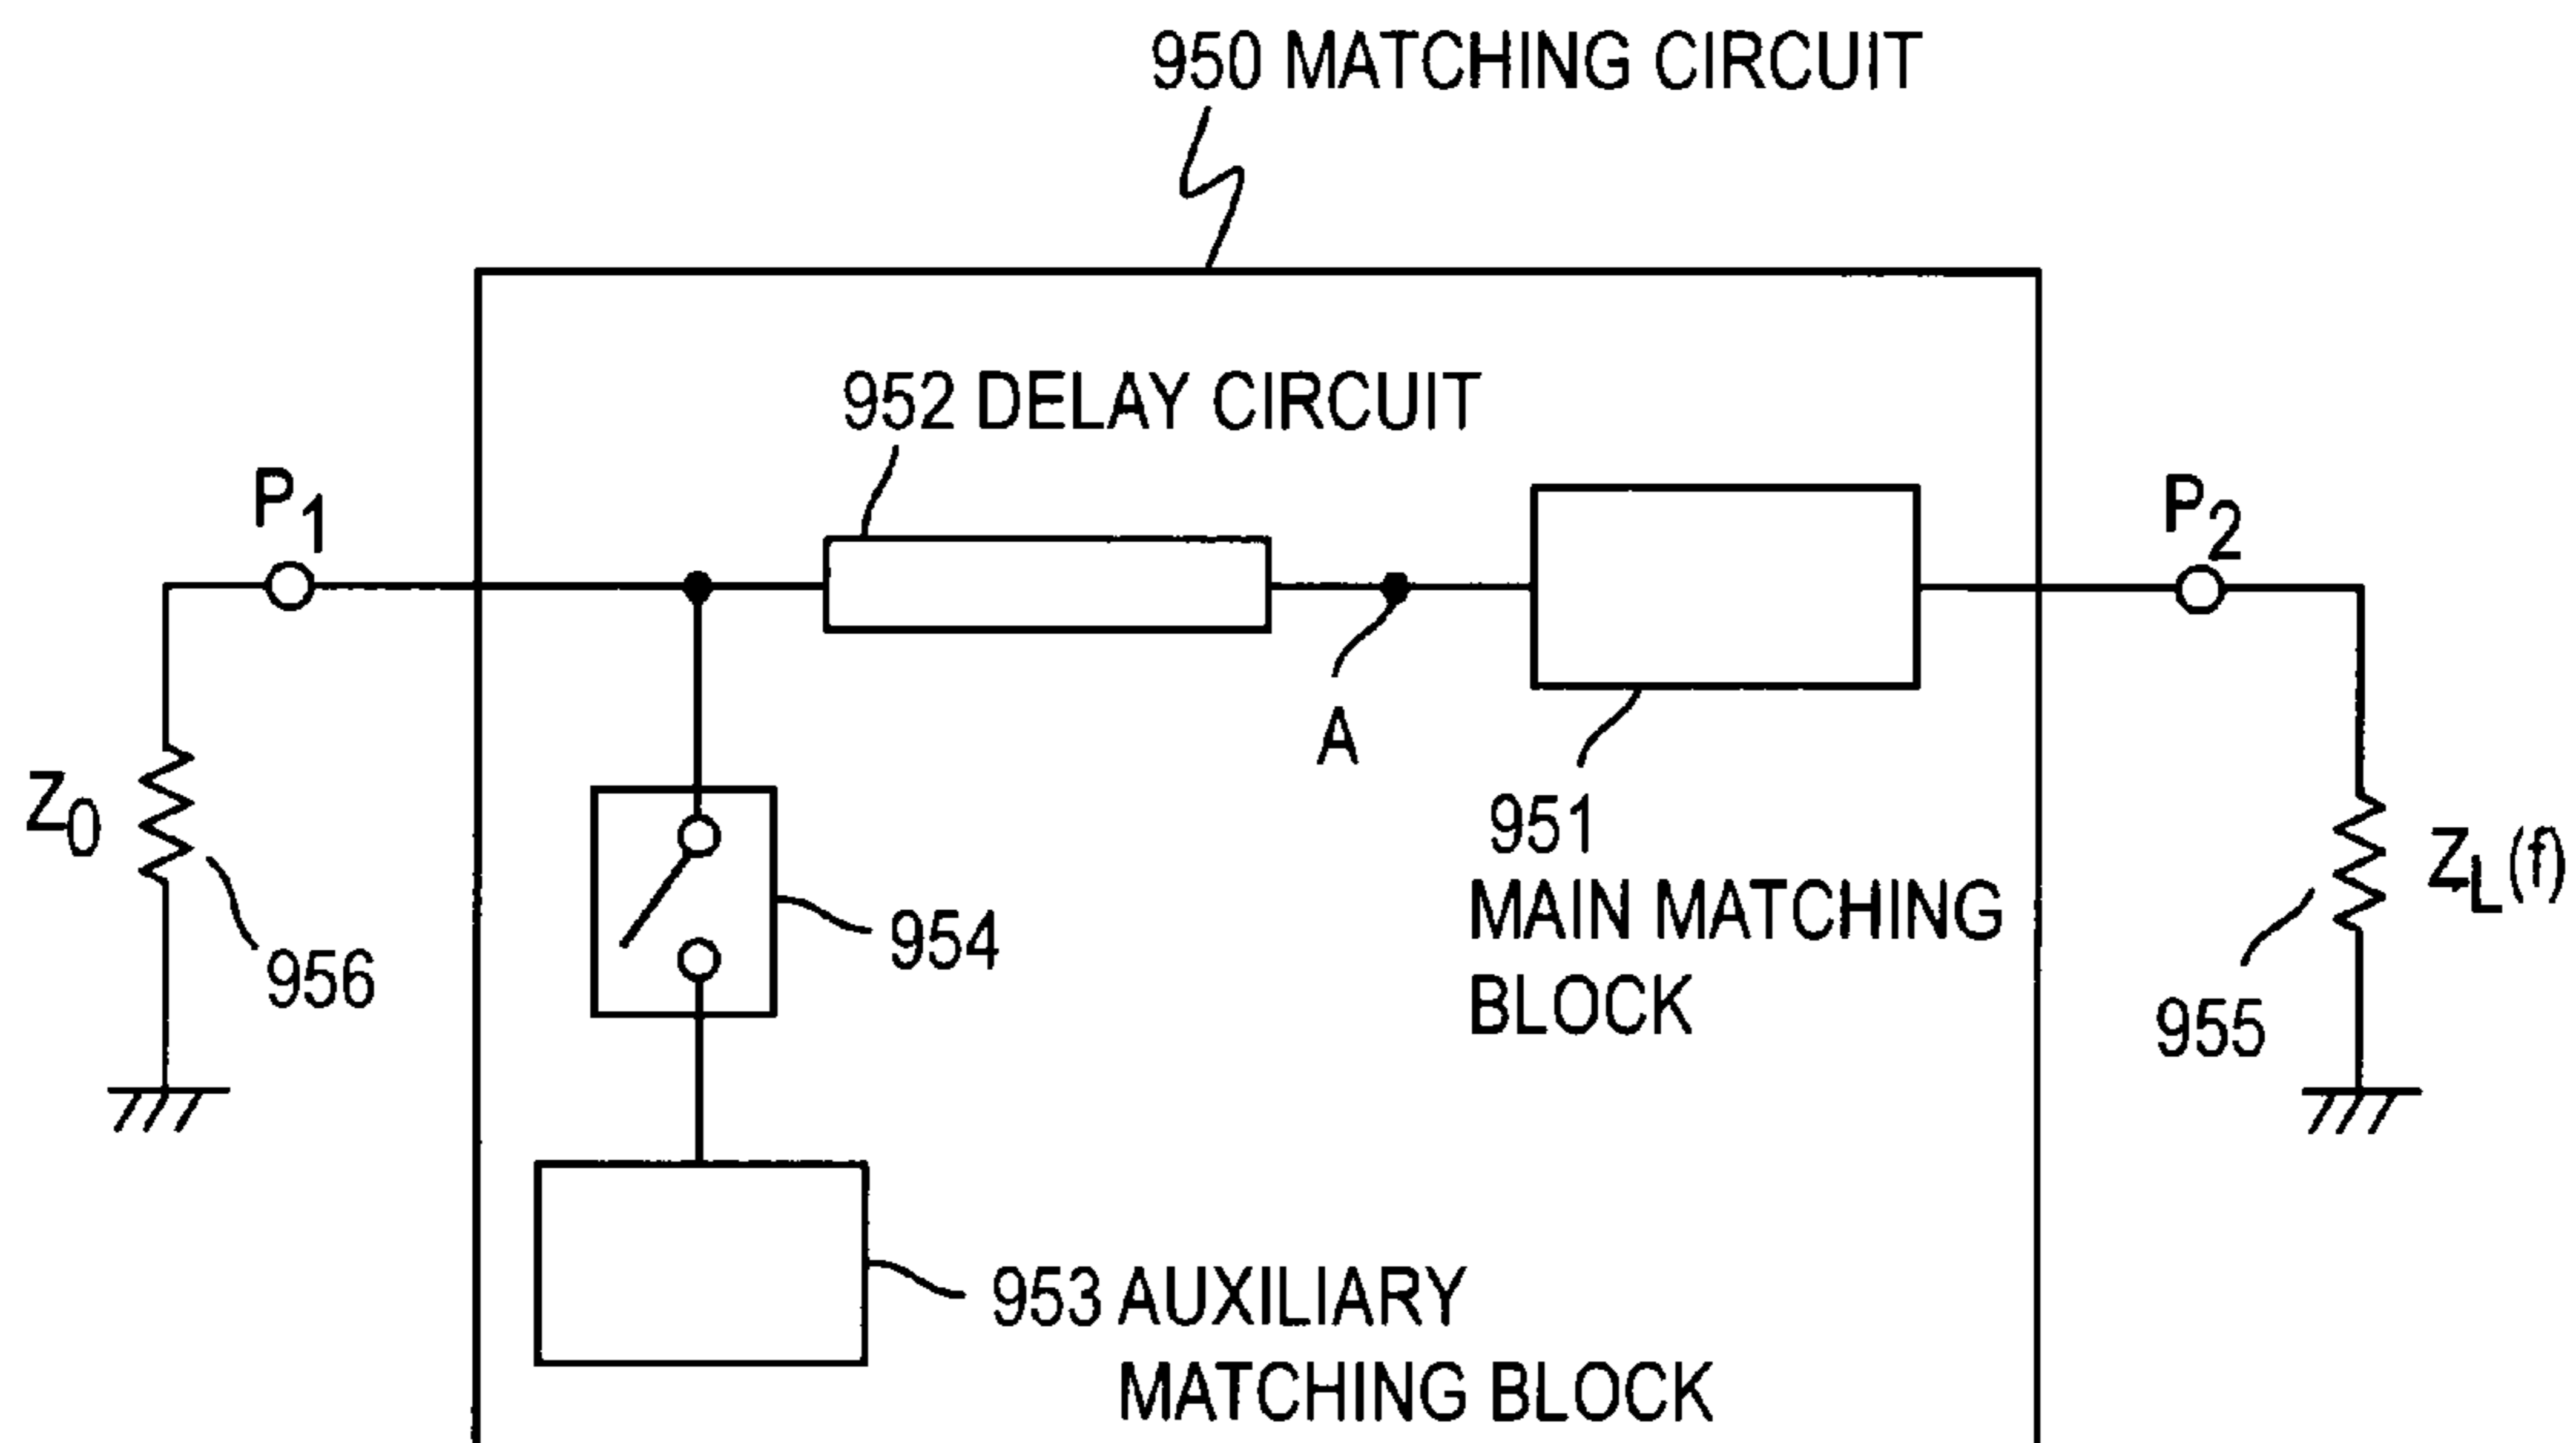 950 MATCHING CIRCUIT
952 DELAY CIRCUIT
P1
P2
A
Z0
956
954
951
MAIN MATCHING
BLOCK
ZL(f)
955
953 AUXILIARY
MATCHING BLOCK